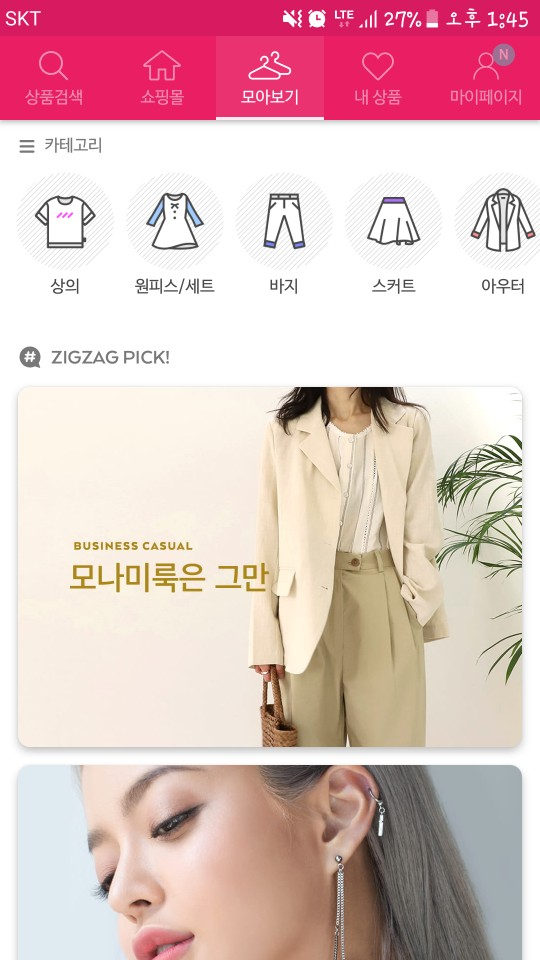 SKT LTE 27% 오후 1:45
상품검색 쇼핑몰 모아보기 내 상품 N 마이페이지
카테고리
상의 원피스/세트 바지 스커트 아우터
# ZIGZAG PICK!
BUSINESS CASUAL
모나미룩은 그만